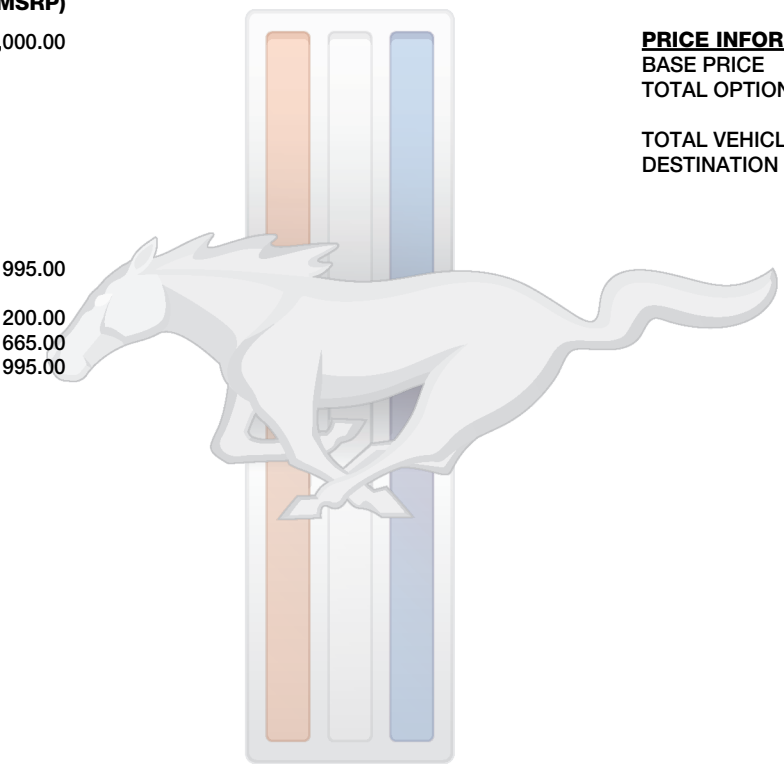 MSRP)
,000.00
995.00
200.00
665.00
995.00
PRICE INFOR
BASE PRICE
TOTAL OPTION
TOTAL VEHICL
DESTINATION